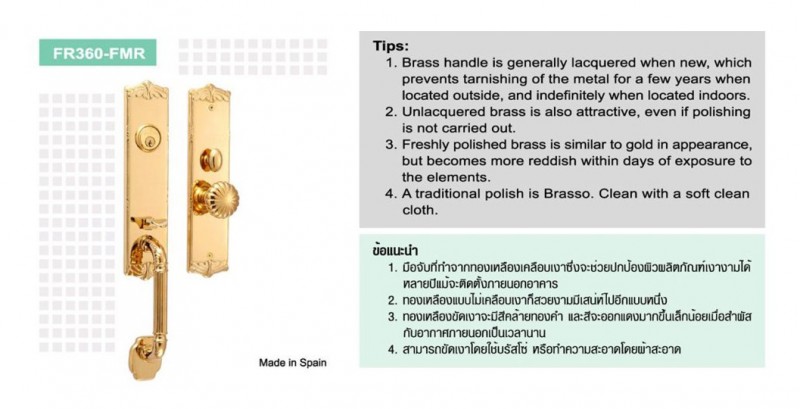 FR360-FMR
Made in Spain
Tips:
1. Brass handle is generally lacquered when new, which
prevents tarnishing of the metal for a few years when
located outside, and indefinitely when located indoors.
2. Unlacquered brass is also attractive, even if polishing
is not carried out.
3. Freshly polished brass is similar to gold in appearance,
but becomes more reddish within days of exposure to
the elements.
4. A traditional polish is Brasso. Clean with a soft clean
cloth.
ข้อแนะนำ
1. มือจับที่ทำจากทองเหลืองเคลือบเงาซึ่งจะช่วยปกป้องผิวผลิตภัณฑ์เงางามได้
หลายปีแม้จะติดตั้งภายนอกอาคาร
2. ทองเหลืองแบบไม่เคลือบเงาก็สวยงามมีเสน่ห์ไปอีกแบบหนึ่ง
3. ทองเหลืองขัดเงาจะมีสีคล้ายทองคำ และสีจะออกแดงมากขึ้นเล็กน้อยเมื่อสัมผัส
กับอากาศภายนอกเป็นเวลานาน
4. สามารถขัดเงาโดยใช้บรัสโซ่ หรือทำความสะอาดโดยผ้าสะอาด